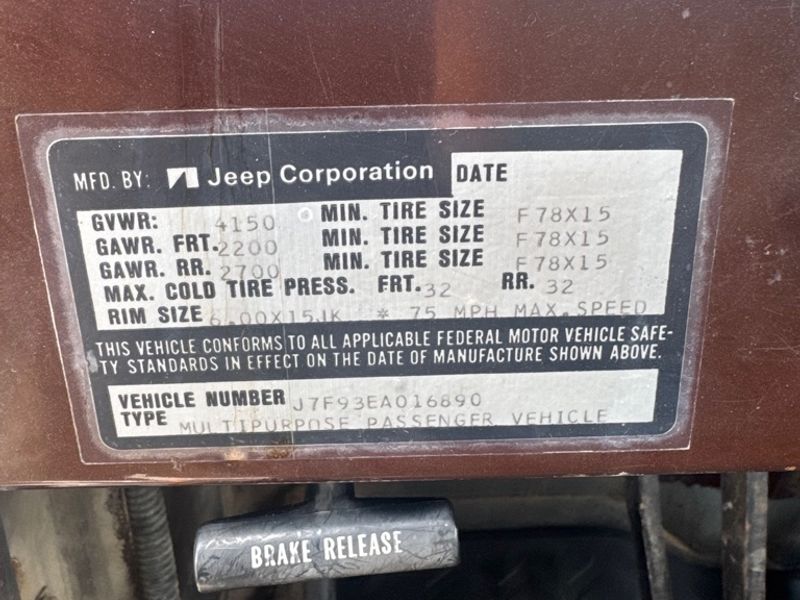 MFD. BY: Jeep Corporation DATE
GVWR: 4150 MIN. TIRE SIZE F78X15
GAWR. FRT. 2200 MIN. TIRE SIZE F78X15
GAWR. RR. 2700 MIN. TIRE SIZE F78X15
MAX. COLD TIRE PRESS. FRT. 32 RR. 32
RIM SIZE 6.00X15JK * 75 MPH MAX.SPEED
THIS VEHICLE CONFORMS TO ALL APPLICABLE FEDERAL MOTOR VEHICLE SAFE-
TY STANDARDS IN EFFECT ON THE DATE OF MANUFACTURE SHOWN ABOVE.
VEHICLE NUMBER J7F93EA016890
TYPE MULTIPURPOSE PASSENGER VEHICLE
BRAKE RELEASE